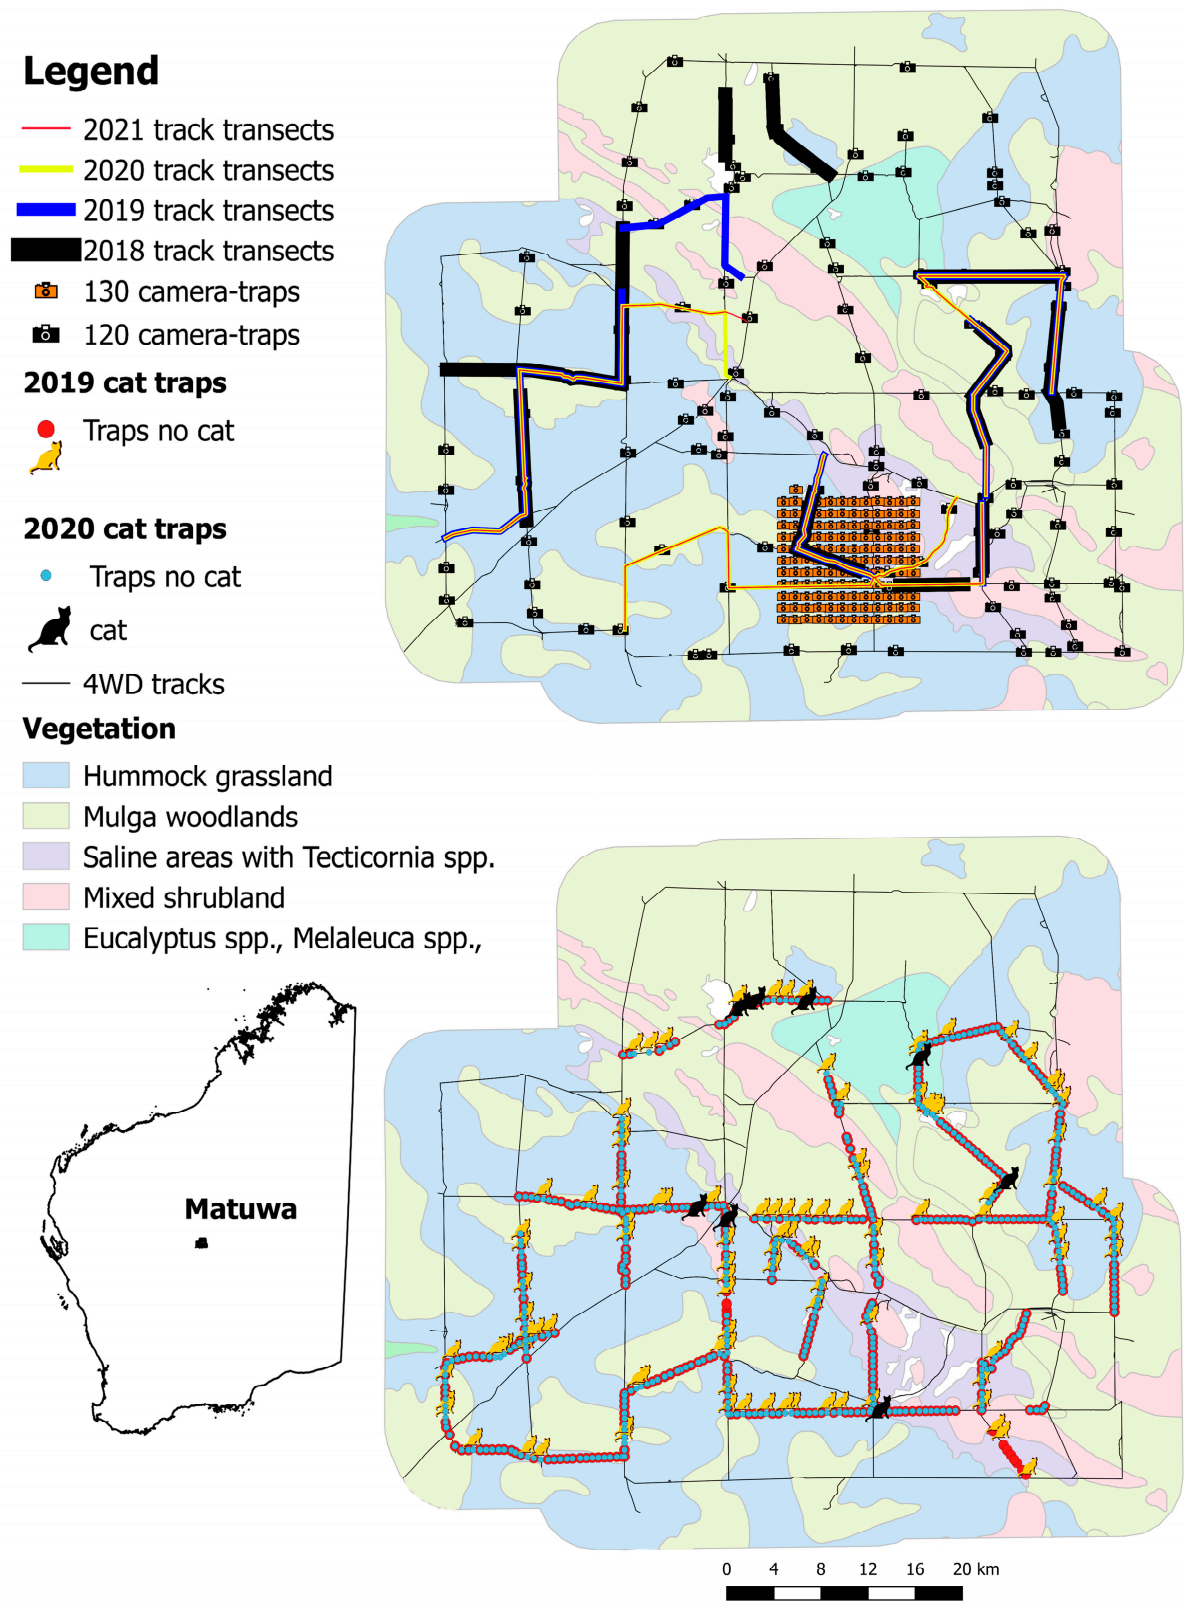 Legend
2021 track transects
2020 track transects
2019 track transects
2018 track transects
130 camera-traps
120 camera-traps
2019 cat traps
Traps no cat
2020 cat traps
Traps no cat
cat
4WD tracks
Vegetation
Hummock grassland
Mulga woodlands
Saline areas with Tecticornia spp.
Mixed shrubland
Eucalyptus spp., Melaleuca spp.,
Matuwa
0 4 8 12 16 20 km